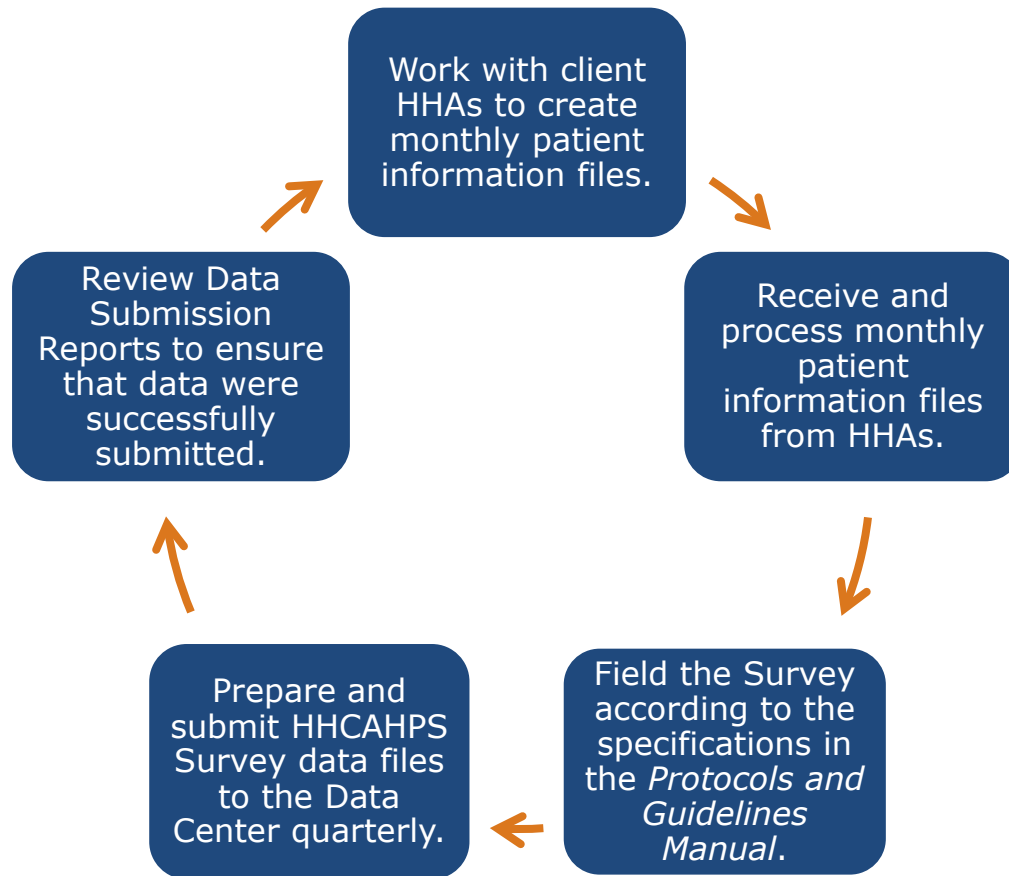 Work with client
HHAs to create
monthly patient
information files.
Receive and
process monthly
patient
information files
from HHAs.
Field the Survey
according to the
specifications in
the Protocols and
Guidelines
Manual.
Prepare and
submit HHCAHPS
Survey data files
to the Data
Center quarterly.
Review Data
Submission
Reports to ensure
that data were
successfully
submitted.